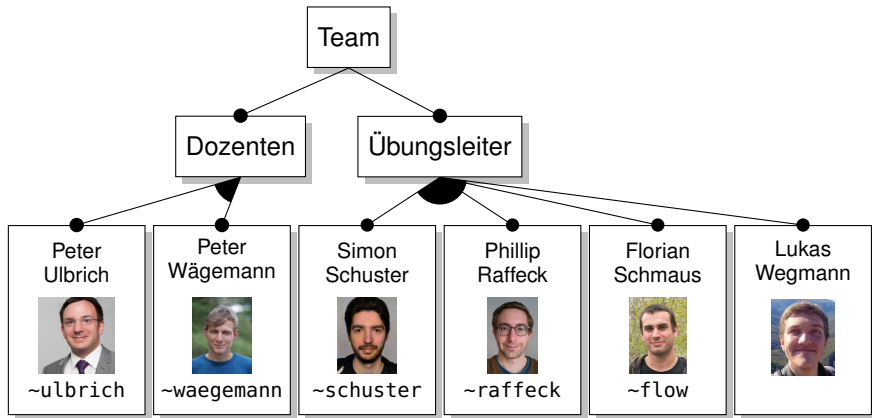 Team
Dozenten
Übungsleiter
Peter
Ulbrich
~ulbrich
Peter
Wägemann
~waegemann
Simon
Schuster
~schuster
Phillip
Raffeck
~raffeck
Florian
Schmaus
~flow
Lukas
Wegmann